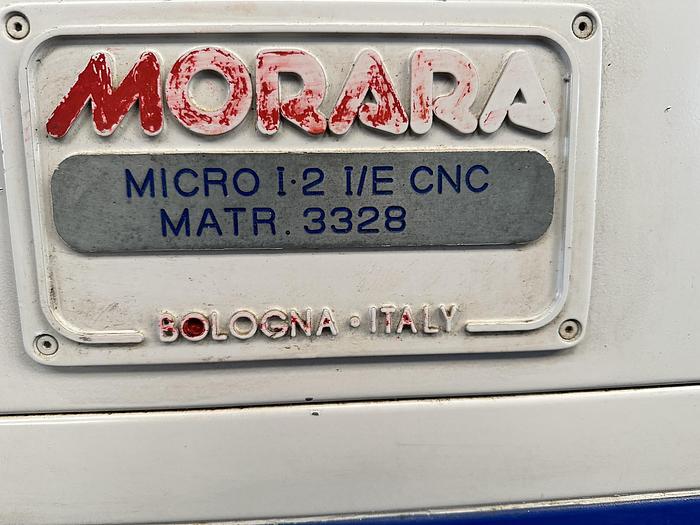 MORARA
MICRO I·2 I/E CNC
MATR. 3328
BOLOGNA · ITALY